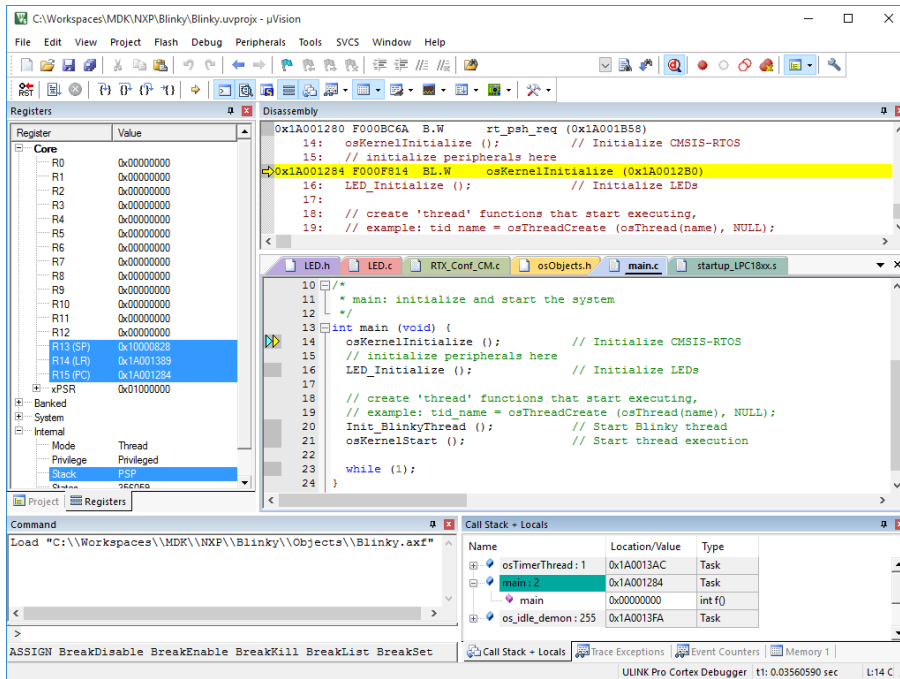 C:\Workspaces\MDK\NXP\Blinky\Blinky.uvprojx - µVision
File Edit View Project Flash Debug Peripherals Tools SVCS Window Help
Registers
Register Value
Core
R0 0x00000000
R1 0x00000000
R2 0x00000000
R3 0x00000000
R4 0x00000000
R5 0x00000000
R6 0x00000000
R7 0x00000000
R8 0x00000000
R9 0x00000000
R10 0x00000000
R11 0x00000000
R12 0x00000000
R13 (SP) 0x10000828
R14 (LR) 0x1A001389
R15 (PC) 0x1A001284
xPSR 0x01000000
Banked
System
Internal
Mode Thread
Privilege Privileged
Stack PSP
States 356059
Project Registers
Disassembly
0x1A001280 F000BC6A B.W rt_psh_req (0x1A001B58)
14: osKernelInitialize (); // Initialize CMSIS-RTOS
15: // initialize peripherals here
0x1A001284 F000F814 BL.W osKernelInitialize (0x1A0012B0)
16: LED_Initialize (); // Initialize LEDs
17:
18: // create 'thread' functions that start executing,
19: // example: tid_name = osThreadCreate (osThread(name), NULL);
LED.h LED.c RTX_Conf_CM.c osObjects.h main.c startup_LPC18xx.s
10 /*
11 * main: initialize and start the system
12 */
13 int main (void) {
14 osKernelInitialize (); // Initialize CMSIS-RTOS
15 // initialize peripherals here
16 LED_Initialize (); // Initialize LEDs
17
18 // create 'thread' functions that start executing,
19 // example: tid_name = osThreadCreate (osThread(name), NULL);
20 Init_BlinkyThread (); // Start Blinky thread
21 osKernelStart (); // Start thread execution
22
23 while (1);
24 }
Command
Load "C:\\Workspaces\\MDK\\NXP\\Blinky\\Objects\\Blinky.axf"
>
ASSIGN BreakDisable BreakEnable BreakKill BreakList BreakSet
Call Stack + Locals
Name Location/Value Type
osTimerThread : 1 0x1A0013AC Task
main : 2 0x1A001284 Task
main 0x00000000 int f()
os_idle_demon : 255 0x1A0013FA Task
Call Stack + Locals Trace Exceptions Event Counters Memory 1
ULINK Pro Cortex Debugger t1: 0.03560590 sec L:14 C